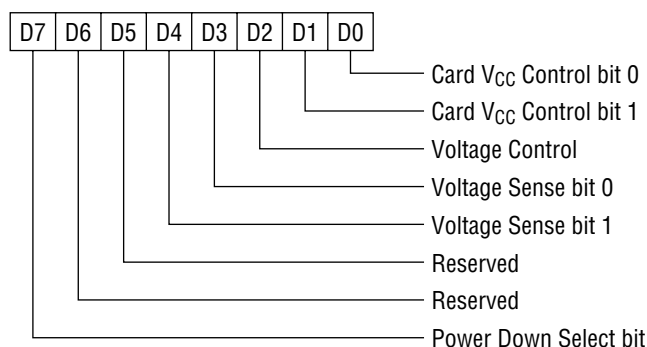 D7 D6 D5 D4 D3 D2 D1 D0
Card VCC Control bit 0
Card VCC Control bit 1
Voltage Control
Voltage Sense bit 0
Voltage Sense bit 1
Reserved
Reserved
Power Down Select bit